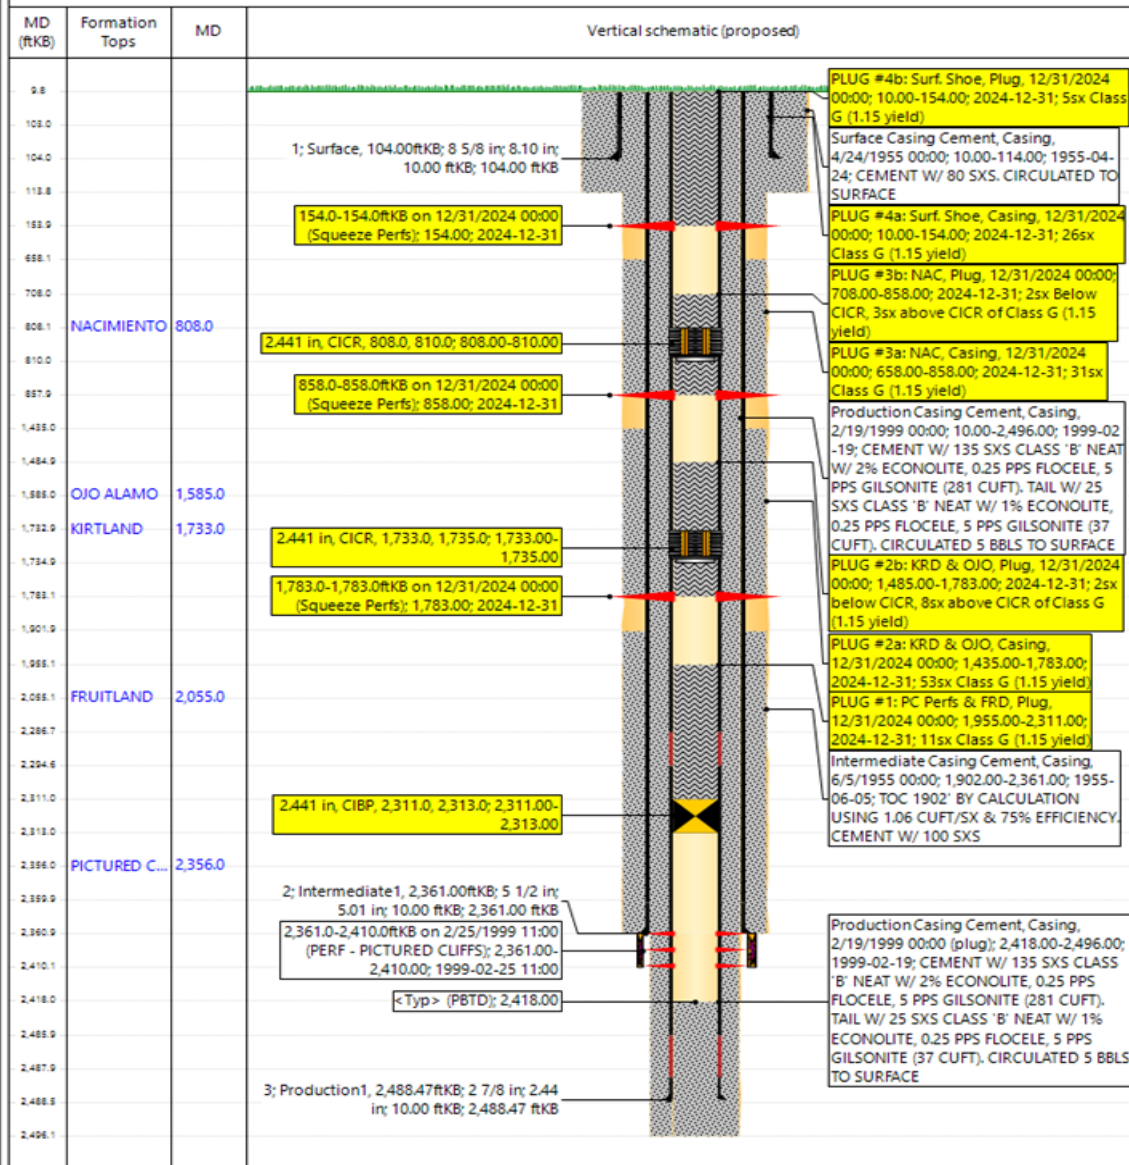 MD
(ftKB)
Formation
Tops
MD
Vertical schematic (proposed)
9.8
103.0
104.0
113.8
153.9
658.1
708.0
808.1
810.0
857.9
1,435.0
1,484.9
1,585.0
1,732.9
1,734.9
1,783.1
1,901.9
1,955.1
2,055.1
2,286.7
2,294.6
2,311.0
2,313.0
2,356.0
2,359.9
2,360.9
2,410.1
2,418.0
2,485.9
2,487.9
2,488.5
2,496.1
NACIMIENTO 808.0
OJO ALAMO 1,585.0
KIRTLAND 1,733.0
FRUITLAND 2,055.0
PICTURED C... 2,356.0
1; Surface, 104.00ftKB; 8 5/8 in; 8.10 in;
10.00 ftKB; 104.00 ftKB
154.0-154.0ftKB on 12/31/2024 00:00
(Squeeze Perfs); 154.00; 2024-12-31
2.441 in, CICR, 808.0, 810.0; 808.00-810.00
858.0-858.0ftKB on 12/31/2024 00:00
(Squeeze Perfs); 858.00; 2024-12-31
2.441 in, CICR, 1,733.0, 1,735.0; 1,733.00-
1,735.00
1,783.0-1,783.0ftKB on 12/31/2024 00:00
(Squeeze Perfs); 1,783.00; 2024-12-31
2.441 in, CIBP, 2,311.0, 2,313.0; 2,311.00-
2,313.00
2; Intermediate1, 2,361.00ftKB; 5 1/2 in;
5.01 in; 10.00 ftKB; 2,361.00 ftKB
2,361.0-2,410.0ftKB on 2/25/1999 11:00
(PERF - PICTURED CLIFFS); 2,361.00-
2,410.00; 1999-02-25 11:00
<Typ> (PBTD); 2,418.00
3; Production1, 2,488.47ftKB; 2 7/8 in; 2.44
in; 10.00 ftKB; 2,488.47 ftKB
PLUG #4b: Surf. Shoe, Plug, 12/31/2024
00:00; 10.00-154.00; 2024-12-31; 5sx Class
G (1.15 yield)
Surface Casing Cement, Casing,
4/24/1955 00:00; 10.00-114.00; 1955-04-
24; CEMENT W/ 80 SXS. CIRCULATED TO
SURFACE
PLUG #4a: Surf. Shoe, Casing, 12/31/2024
00:00; 10.00-154.00; 2024-12-31; 26sx
Class G (1.15 yield)
PLUG #3b: NAC, Plug, 12/31/2024 00:00;
708.00-858.00; 2024-12-31; 2sx Below
CICR, 3sx above CICR of Class G (1.15
yield)
PLUG #3a: NAC, Casing, 12/31/2024
00:00; 658.00-858.00; 2024-12-31; 31sx
Class G (1.15 yield)
Production Casing Cement, Casing,
2/19/1999 00:00; 10.00-2,496.00; 1999-02
-19; CEMENT W/ 135 SXS CLASS 'B' NEAT
W/ 2% ECONOLITE, 0.25 PPS FLOCELE, 5
PPS GILSONITE (281 CUFT). TAIL W/ 25
SXS CLASS 'B' NEAT W/ 1% ECONOLITE,
0.25 PPS FLOCELE, 5 PPS GILSONITE (37
CUFT). CIRCULATED 5 BBLS TO SURFACE
PLUG #2b: KRD & OJO, Plug, 12/31/2024
00:00; 1,485.00-1,783.00; 2024-12-31; 2sx
below CICR, 8sx above CICR of Class G
(1.15 yield)
PLUG #2a: KRD & OJO, Casing,
12/31/2024 00:00; 1,435.00-1,783.00;
2024-12-31; 53sx Class G (1.15 yield)
PLUG #1: PC Perfs & FRD, Plug,
12/31/2024 00:00; 1,955.00-2,311.00;
2024-12-31; 11sx Class G (1.15 yield)
Intermediate Casing Cement, Casing,
6/5/1955 00:00; 1,902.00-2,361.00; 1955-
06-05; TOC 1902' BY CALCULATION
USING 1.06 CUFT/SX & 75% EFFICIENCY.
CEMENT W/ 100 SXS
Production Casing Cement, Casing,
2/19/1999 00:00 (plug); 2,418.00-2,496.00;
1999-02-19; CEMENT W/ 135 SXS CLASS
'B' NEAT W/ 2% ECONOLITE, 0.25 PPS
FLOCELE, 5 PPS GILSONITE (281 CUFT).
TAIL W/ 25 SXS CLASS 'B' NEAT W/ 1%
ECONOLITE, 0.25 PPS FLOCELE, 5 PPS
GILSONITE (37 CUFT). CIRCULATED 5 BBLS
TO SURFACE